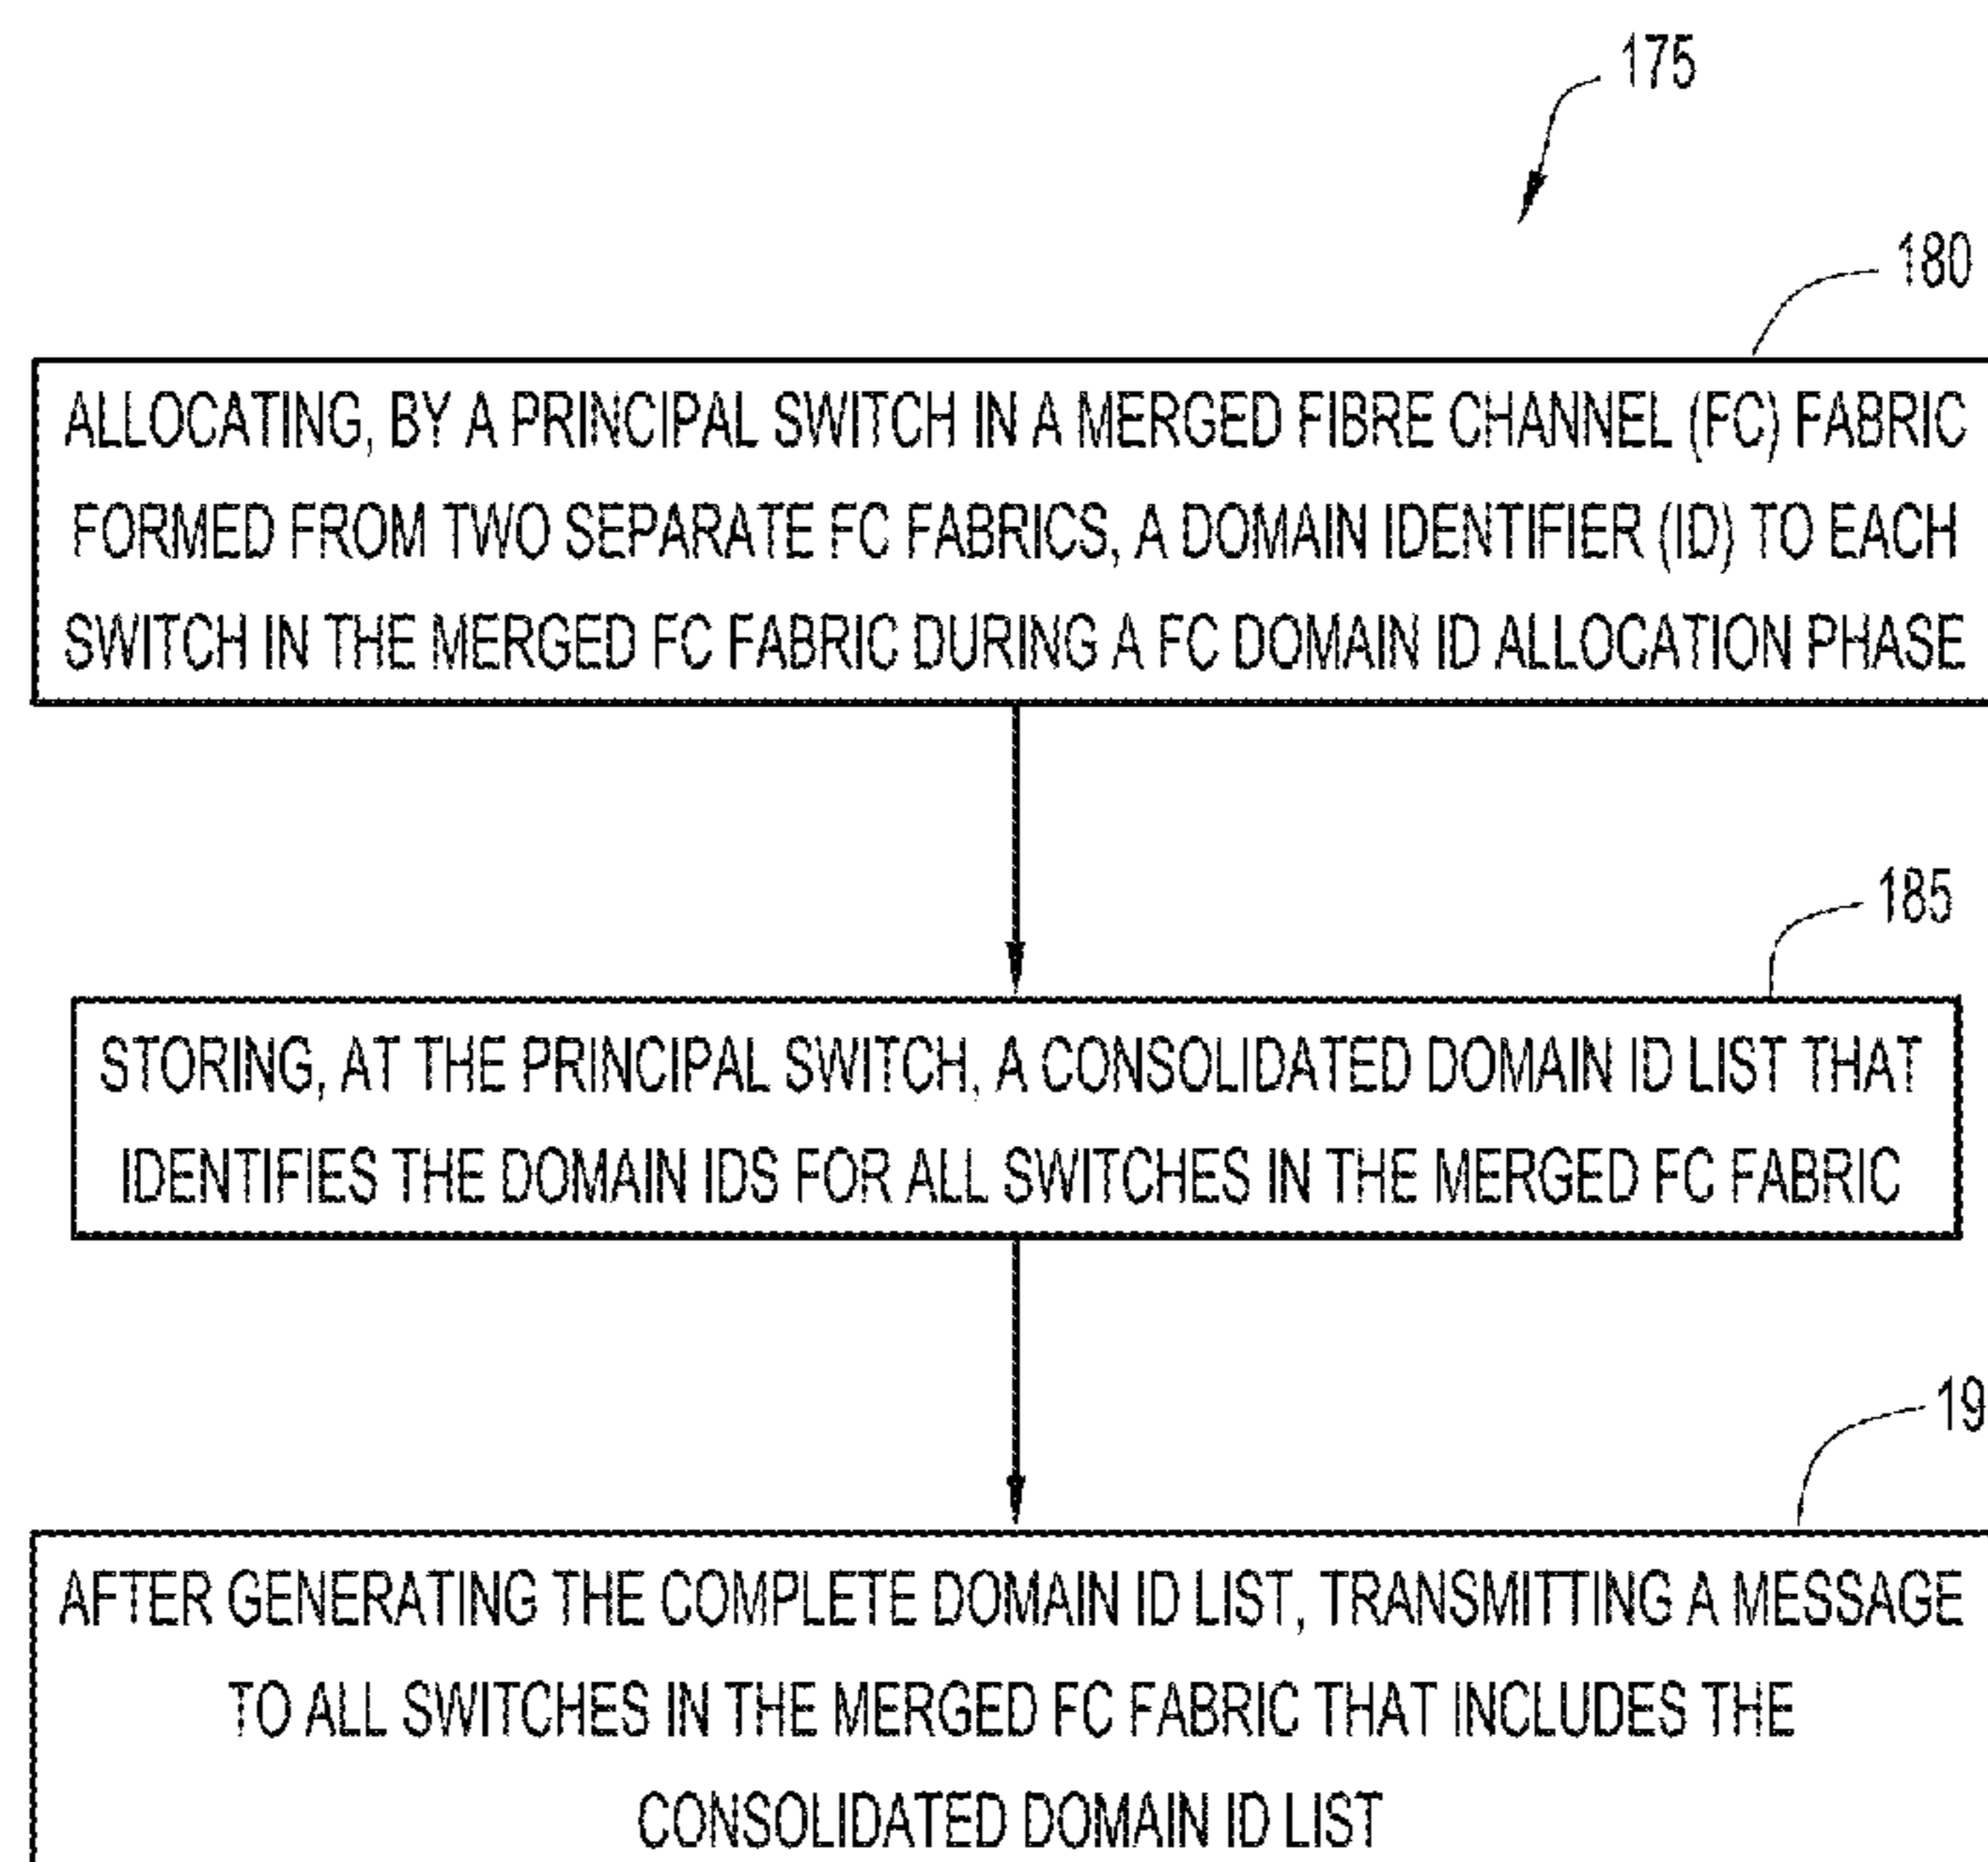 175
180
ALLOCATING, BY A PRINCIPAL SWITCH IN A MERGED FIBRE CHANNEL (FC) FABRIC
FORMED FROM TWO SEPARATE FC FABRICS, A DOMAIN IDENTIFIER (ID) TO EACH
SWITCH IN THE MERGED FC FABRIC DURING A FC DOMAIN ID ALLOCATION PHASE
185
STORING, AT THE PRINCIPAL SWITCH, A CONSOLIDATED DOMAIN ID LIST THAT
IDENTIFIES THE DOMAIN IDS FOR ALL SWITCHES IN THE MERGED FC FABRIC
19
AFTER GENERATING THE COMPLETE DOMAIN ID LIST, TRANSMITTING A MESSAGE
TO ALL SWITCHES IN THE MERGED FC FABRIC THAT INCLUDES THE
CONSOLIDATED DOMAIN ID LIST